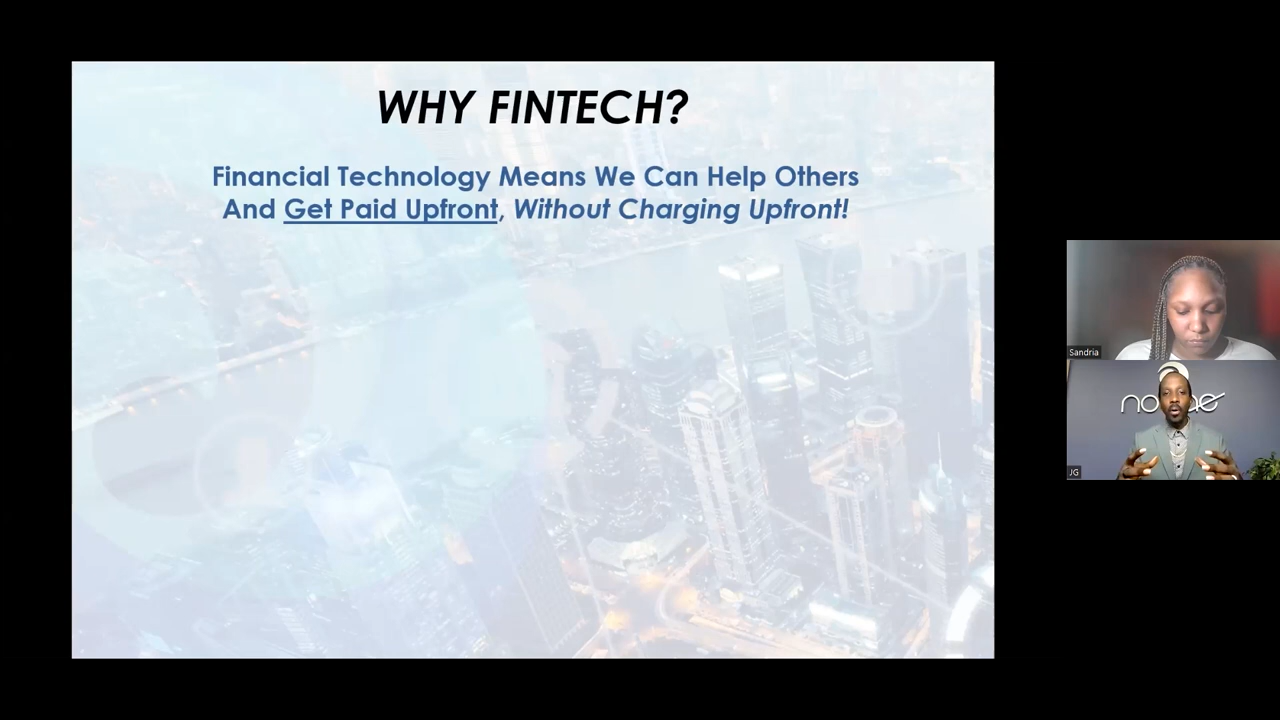 WHY FINTECH?
Financial Technology Means We Can Help Others
And Get Paid Upfront, Without Charging Upfront!
Sandria
JG